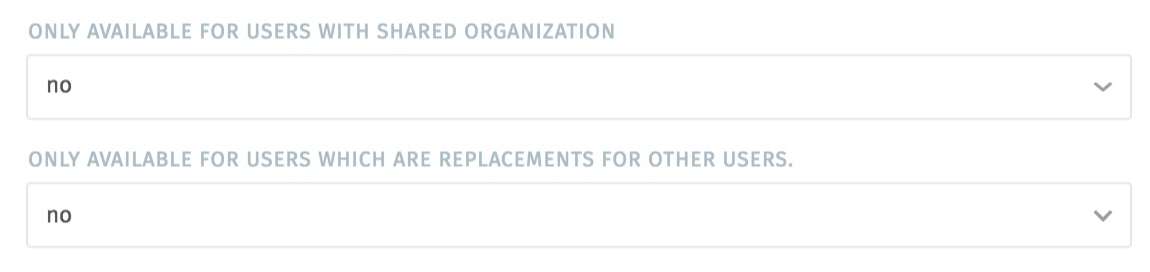 ONLY AVAILABLE FOR USERS WITH SHARED ORGANIZATION
no
ONLY AVAILABLE FOR USERS WHICH ARE REPLACEMENTS FOR OTHER USERS.
no